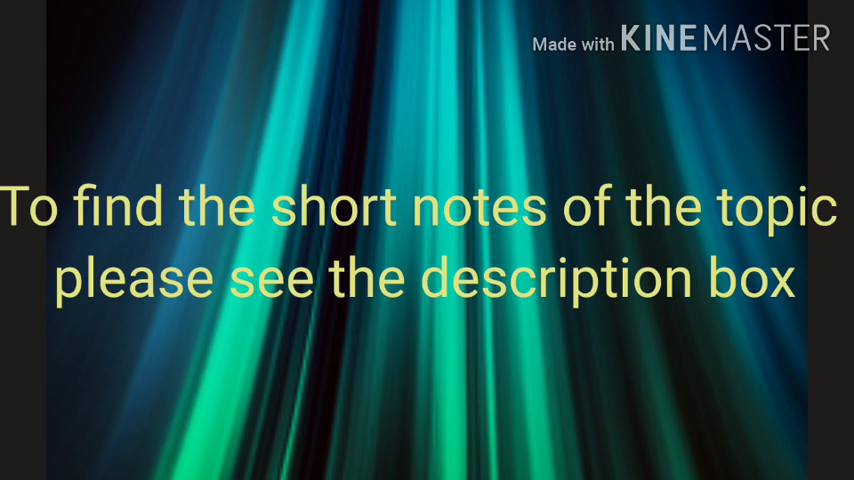 Made with KINEMASTER
To find the short notes of the topic
please see the description box